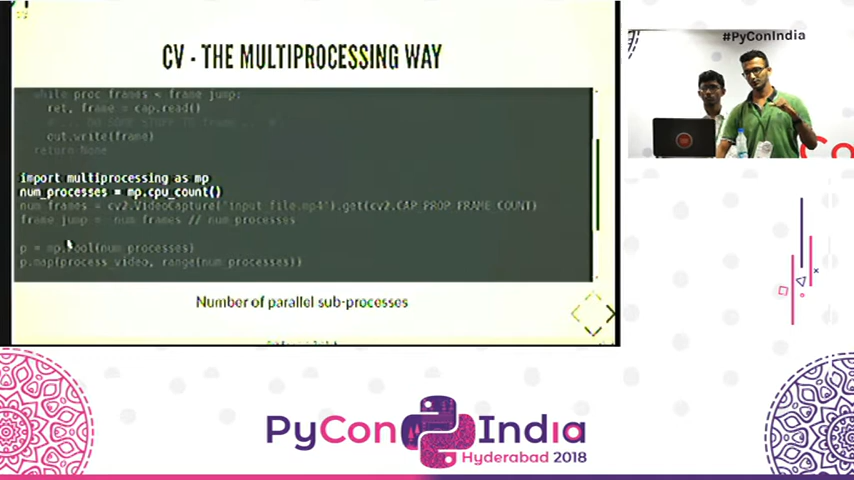 CV - THE MULTIPROCESSING WAY
while proc_frames < frame_jump:
ret, frame = cap.read()
out.write(frame)
return None
import multiprocessing as mp
num_processes = mp.cpu_count()
num_frames = cv2.VideoCapture('input_file.mp4').get(cv2.CAP_PROP_FRAME_COUNT)
frame_jump = num_frames // num_processes
p = mp.Pool(num_processes)
p.map(process_video, range(num_processes))
Number of parallel sub-processes
#PyConIndia
PyCon India
Hyderabad 2018